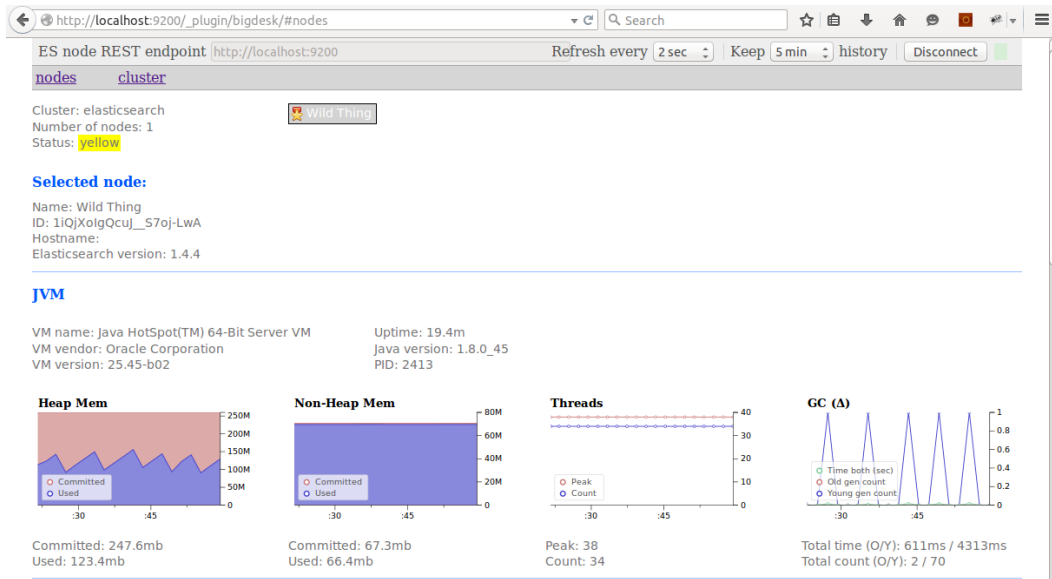 http://localhost:9200/_plugin/bigdesk/#nodes
Search
ES node REST endpoint http://localhost:9200 Refresh every 2 sec Keep 5 min history Disconnect
nodes cluster
Cluster: elasticsearch
Number of nodes: 1
Status: yellow
Wild Thing
Selected node:
Name: Wild Thing
ID: 1iQjXoIgQcuJ__S7oj-LwA
Hostname:
Elasticsearch version: 1.4.4
JVM
VM name: Java HotSpot(TM) 64-Bit Server VM
VM vendor: Oracle Corporation
VM version: 25.45-b02
Uptime: 19.4m
Java version: 1.8.0_45
PID: 2413
Heap Mem
250M
200M
150M
100M
50M
0
Committed
Used
:30 :45
Committed: 247.6mb
Used: 123.4mb
Non-Heap Mem
80M
60M
40M
20M
0
Committed
Used
:30 :45
Committed: 67.3mb
Used: 66.4mb
Threads
40
30
20
10
0
Peak
Count
:30 :45
Peak: 38
Count: 34
GC (Δ)
1
0.8
0.6
0.4
0.2
0
Time both (sec)
Old gen count
Young gen count
:30 :45
Total time (O/Y): 611ms / 4313ms
Total count (O/Y): 2 / 70